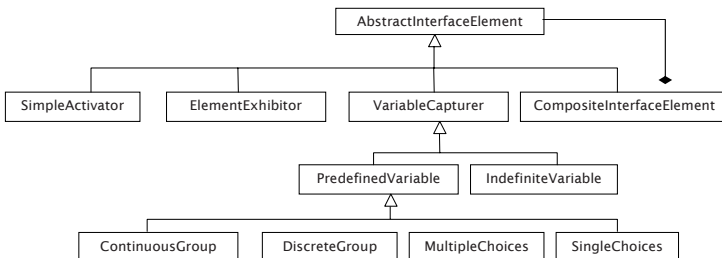 AbstractInterfaceElement
SimpleActivator
ElementExhibitor
VariableCapturer
CompositeInterfaceElement
PredefinedVariable
IndefiniteVariable
ContinuousGroup
DiscreteGroup
MultipleChoices
SingleChoices